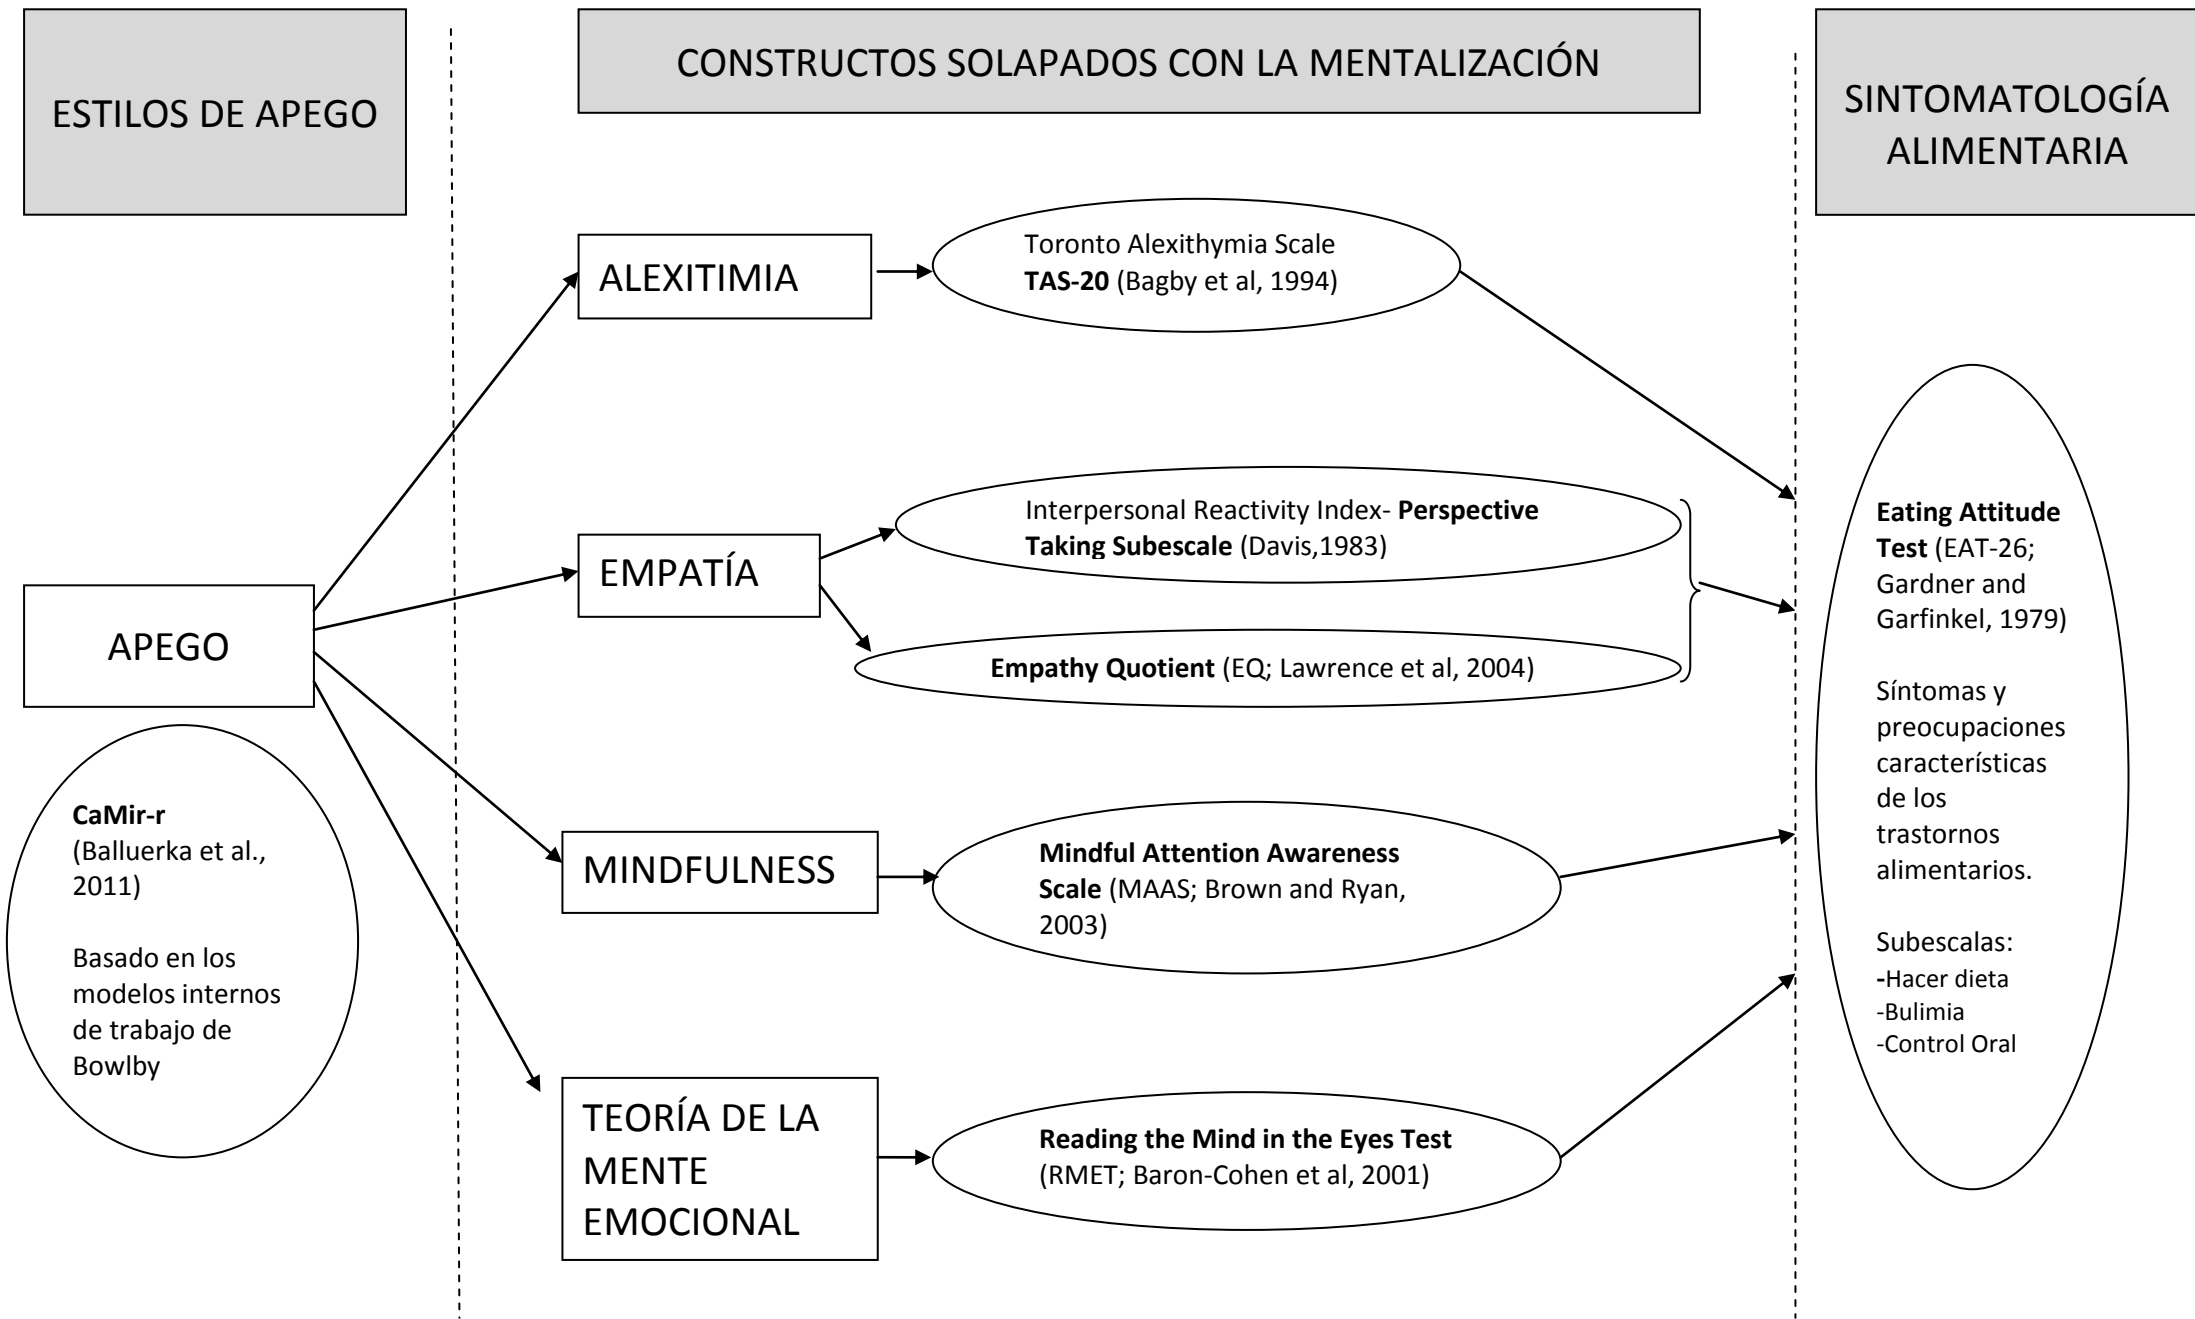 ESTILOS DE APEGO
CONSTRUCTOS SOLAPADOS CON LA MENTALIZACIÓN
SINTOMATOLOGÍA
ALIMENTARIA
APEGO
CaMir-r
(Balluerka et al.,
2011)
Basado en los
modelos internos
de trabajo de
Bowlby
ALEXITIMIA
Toronto Alexithymia Scale
TAS-20 (Bagby et al, 1994)
EMPATÍA
Interpersonal Reactivity Index- Perspective
Taking Subescale (Davis,1983)
Empathy Quotient (EQ; Lawrence et al, 2004)
MINDFULNESS
Mindful Attention Awareness
Scale (MAAS; Brown and Ryan,
2003)
TEORÍA DE LA
MENTE
EMOCIONAL
Reading the Mind in the Eyes Test
(RMET; Baron-Cohen et al, 2001)
Eating Attitude
Test (EAT-26;
Gardner and
Garfinkel, 1979)
Síntomas y
preocupaciones
características
de los
trastornos
alimentarios.
Subescalas:
-Hacer dieta
-Bulimia
-Control Oral